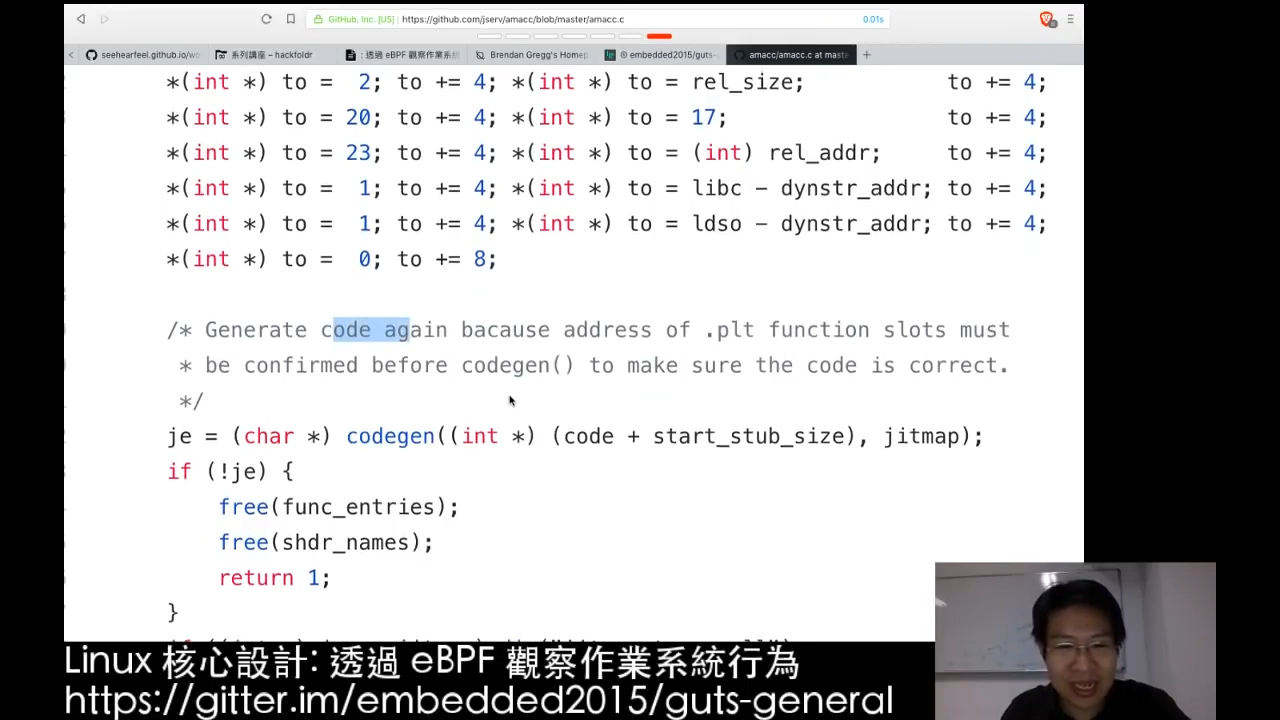 GitHub, Inc. [US] https://github.com/jserv/amacc/blob/master/amacc.c 0.01s
seehearfeel.github.io/wo 系列講座 – hackfoldr : 透過 eBPF 觀察作業系統 Brendan Gregg's Homep embedded2015/guts- amacc/amacc.c at maste +
*(int *) to =  2; to += 4; *(int *) to = rel_size;           to += 4;
*(int *) to = 20; to += 4; *(int *) to = 17;                 to += 4;
*(int *) to = 23; to += 4; *(int *) to = (int) rel_addr;     to += 4;
*(int *) to =  1; to += 4; *(int *) to = libc - dynstr_addr; to += 4;
*(int *) to =  1; to += 4; *(int *) to = ldso - dynstr_addr; to += 4;
*(int *) to =  0; to += 8;
/* Generate code again bacause address of .plt function slots must
 * be confirmed before codegen() to make sure the code is correct.
 */
je = (char *) codegen((int *) (code + start_stub_size), jitmap);
if (!je) {
    free(func_entries);
    free(shdr_names);
    return 1;
}
Linux 核心設計: 透過 eBPF 觀察作業系統行為
https://gitter.im/embedded2015/guts-general